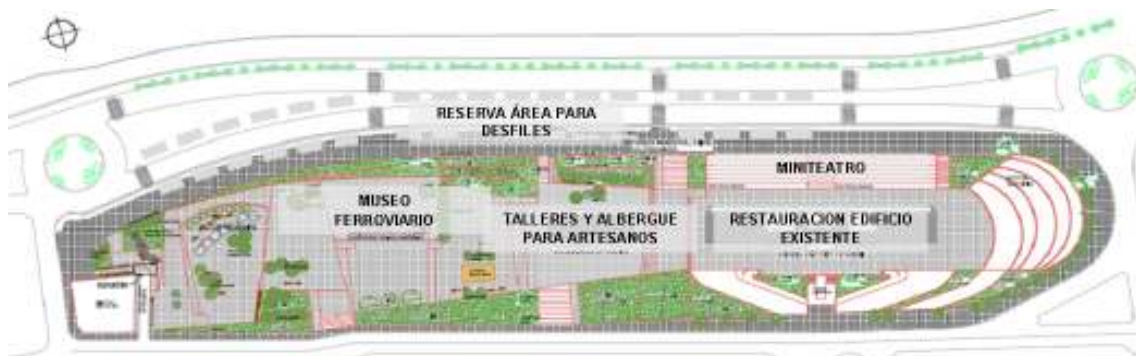 RESERVA ÁREA PARA
DESFILES
MINITEATRO
MUSEO
FERROVIARIO
TALLERES Y ALBERGUE
PARA ARTESANOS
RESTAURACION EDIFICIO
EXISTENTE